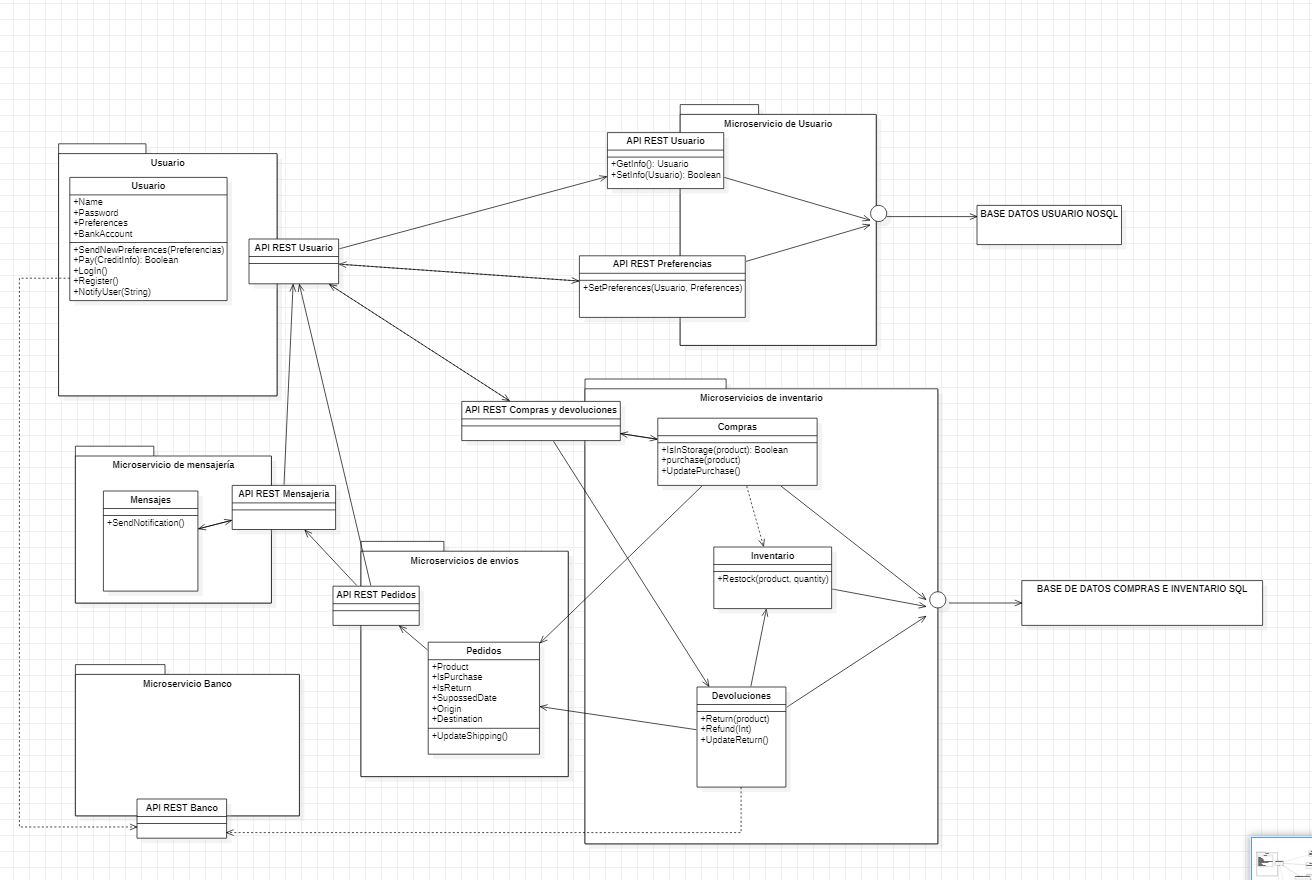 Microservicio de Usuario
API REST Usuario
+GetInfo(): Usuario
+SetInfo(Usuario): Boolean
Usuario
Usuario
+Name
+Password
+Preferences
+BankAccount
+SendNewPreferences(Preferencias)
+Pay(CreditInfo): Boolean
+LogIn()
+Register()
+NotifyUser(String)
BASE DATOS USUARIO NOSQL
API REST Usuario
API REST Preferencias
+SetPreferences(Usuario, Preferences)
Microservicios de inventario
API REST Compras y devoluciones
Compras
+IsInStorage(product): Boolean
+purchase(product)
+UpdatePurchase()
Microservicio de mensajería
Mensajes
+SendNotification()
API REST Mensajeria
Microservicios de envios
API REST Pedidos
Inventario
+Restock(product, quantity)
BASE DE DATOS COMPRAS E INVENTARIO SQL
Pedidos
+Product
+IsPurchase
+IsReturn
+SupossedDate
+Origin
+Destination
+UpdateShipping()
Devoluciones
+Return(product)
+Refund(Int)
+UpdateReturn()
Microservicio Banco
API REST Banco